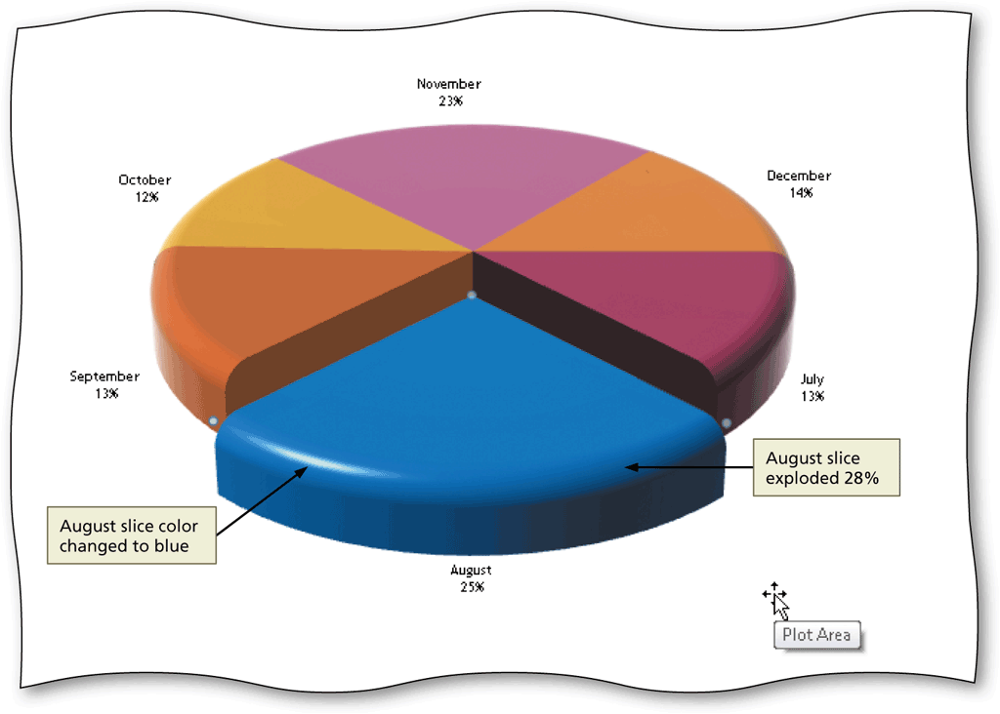 November
23%
October
12%
December
14%
September
13%
July
13%
August slice
exploded 28%
August slice color
changed to blue
August
25%
Plot Area